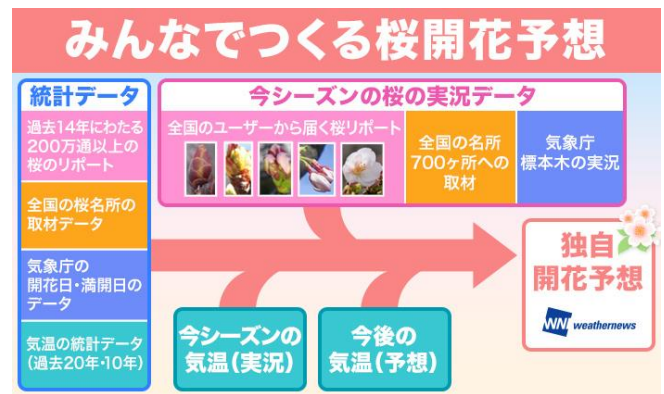 みんなでつくる桜開花予想
統計データ
過去14年にわたる
200万通以上の
桜のリポート
全国の桜名所の
取材データ
気象庁の
開花日・満開日の
データ
気温の統計データ
(過去20年・10年)
今シーズンの桜の実況データ
全国のユーザーから届く桜リポート
全国の名所
700ヶ所への
取材
気象庁
標本木の実況
今シーズンの
気温(実況)
今後の
気温(予想)
独自
開花予想
WNI weathernews